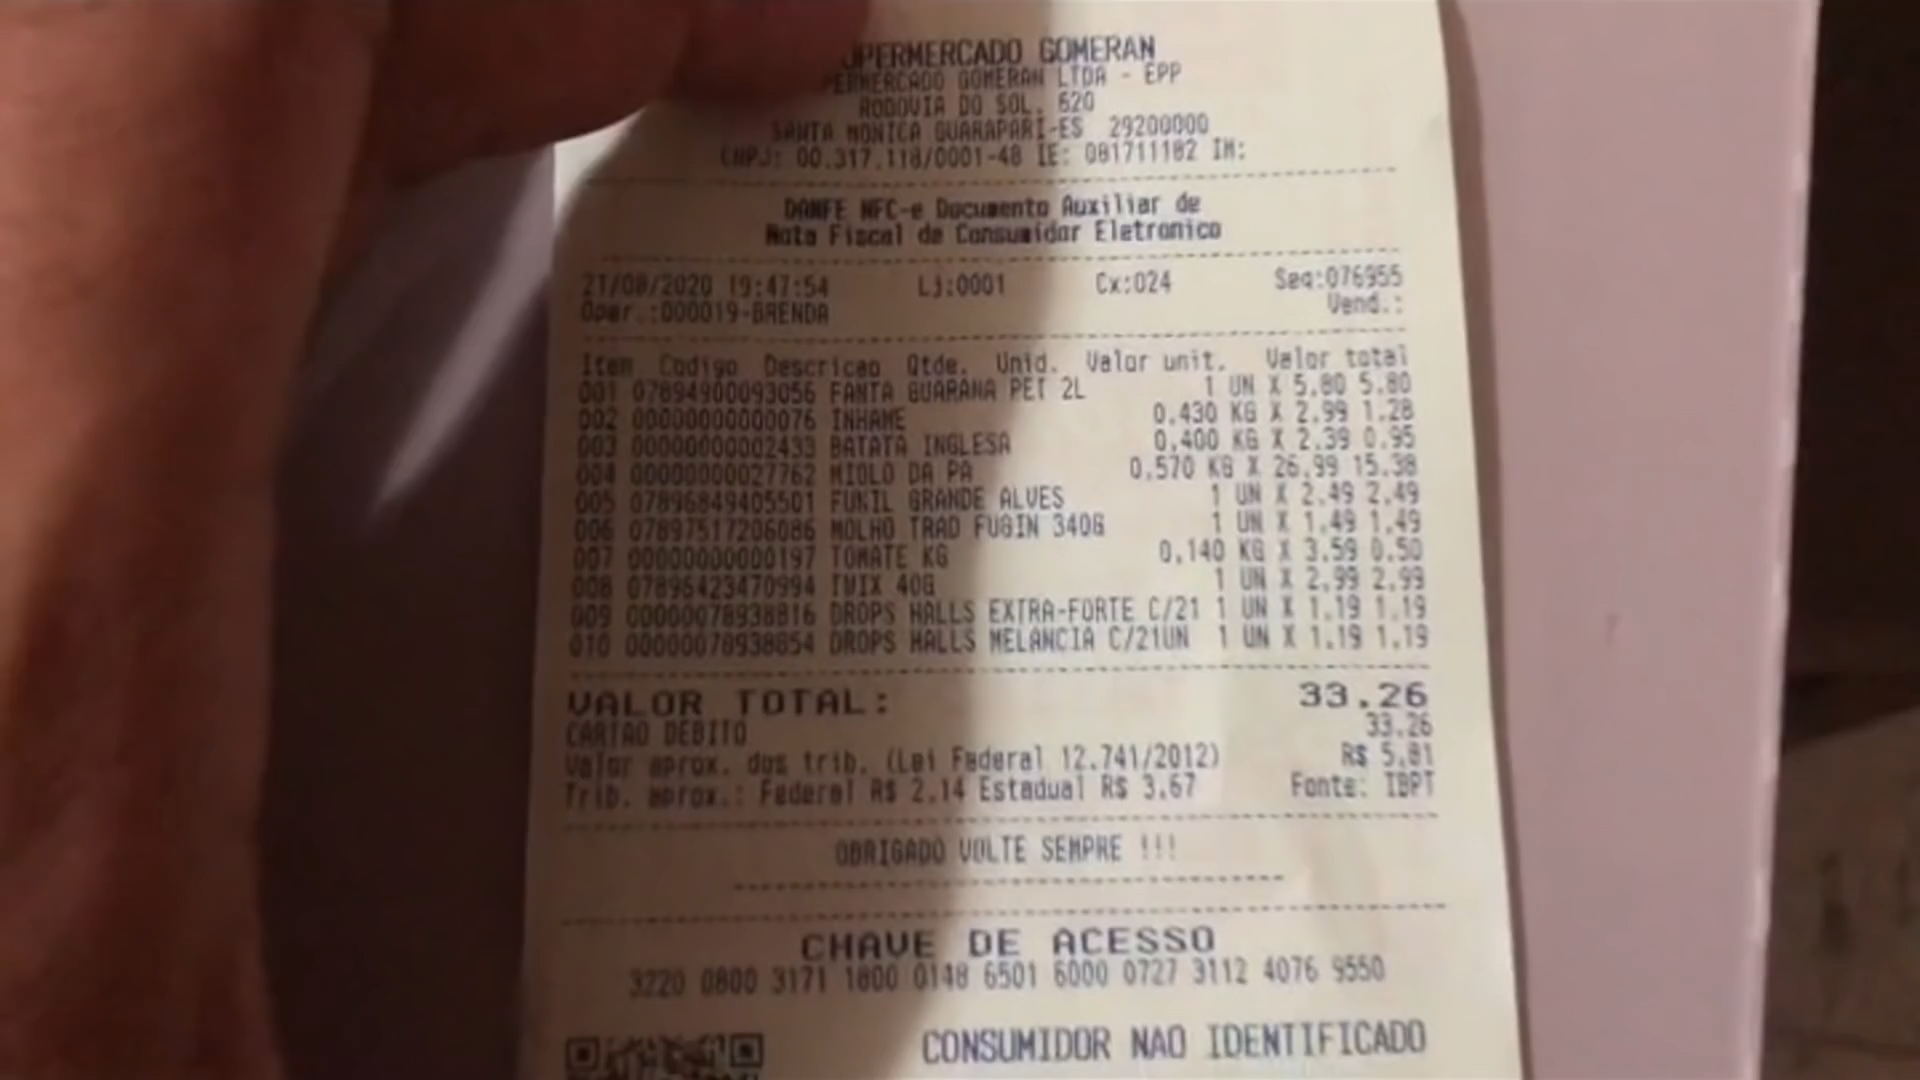 UPERMERCADO GOMERAN
ERMERCADO GOMERAN LTDA - EPP
RODOVIA DO SOL, 620
SANTA MONICA GUARAPARI-ES 29200000
CNPJ: 00.317.118/0001-48 IE: 081711182 IM:
DANFE NFC-e Documento Auxiliar de
Nota Fiscal de Consumidor Eletronico
21/08/2020 19:47:54 Lj:0001 Cx:024 Seq:076955
Oper.:000019-BRENDA Vend.:
Item Codigo Descricao Qtde. Unid. Valor unit. Valor total
001 07894900093056 FANTA GUARANA PET 2L 1 UN X 5.80 5.80
002 00000000000076 INHAME 0.430 KG X 2.99 1.28
003 00000000002433 BATATA INGLESA 0.400 KG X 2.39 0.95
004 00000000027762 MIOLO DA PA 0.570 KG X 26.99 15.38
005 07896849405501 FUNIL GRANDE ALVES 1 UN X 2.49 2.49
006 07897517206086 MOLHO TRAD FUGIN 340G 1 UN X 1.49 1.49
007 00000000000197 TOMATE KG 0.140 KG X 3.59 0.50
008 07896423470994 TVIX 40G 1 UN X 2.99 2.99
009 00000078938816 DROPS HALLS EXTRA-FORTE C/21 1 UN X 1.19 1.19
010 00000078938854 DROPS HALLS MELANCIA C/21UN 1 UN X 1.19 1.19
VALOR TOTAL: 33.26
CARTAO DEBITO 33.26
Valor aprox. dos trib. (Lei Federal 12.741/2012) R$ 5,81
Trib. aprox.: Federal R$ 2,14 Estadual R$ 3,67 Fonte: IBPT
OBRIGADO VOLTE SEMPRE !!!
CHAVE DE ACESSO
3220 0800 3171 1800 0148 6501 6000 0727 3112 4076 9550
CONSUMIDOR NAO IDENTIFICADO